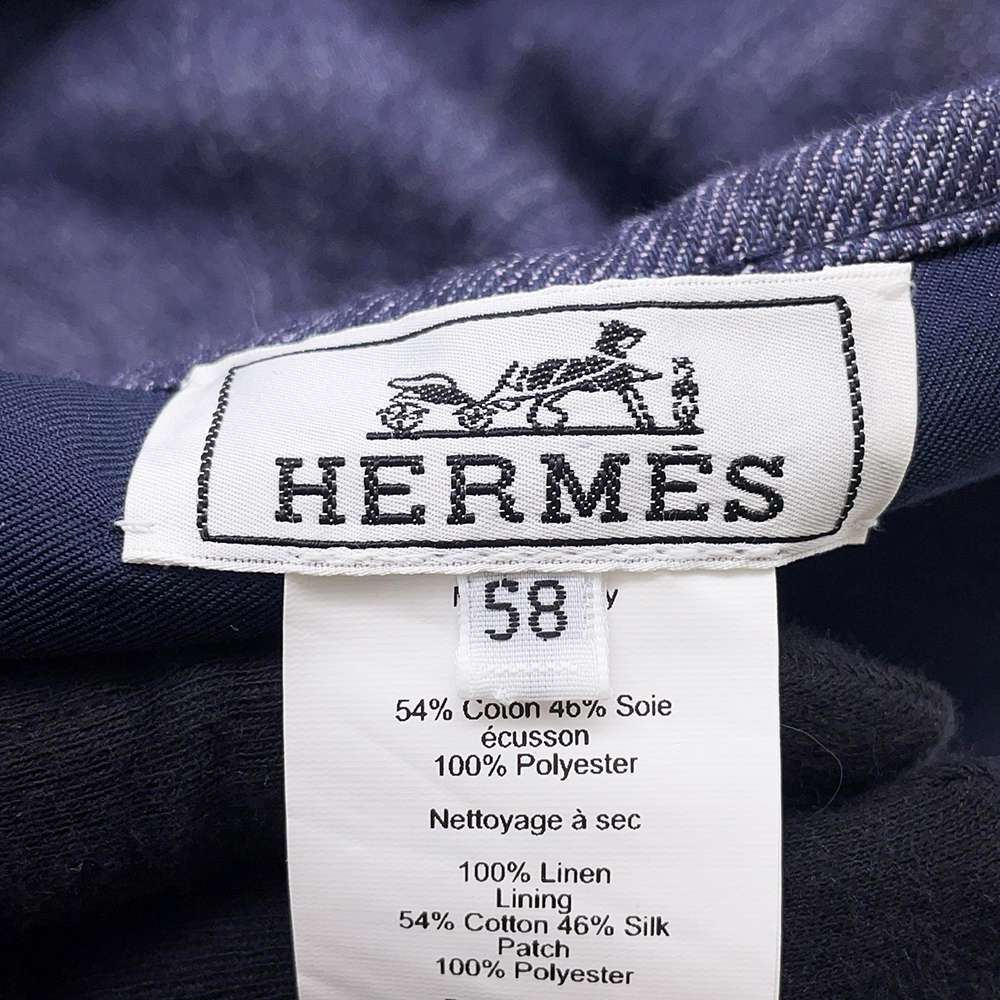 HERMÈS
58
54% Coton 46% Soie
écusson
100% Polyester
Nettoyage à sec
100% Linen
Lining
54% Cotton 46% Silk
Patch
100% Polyester